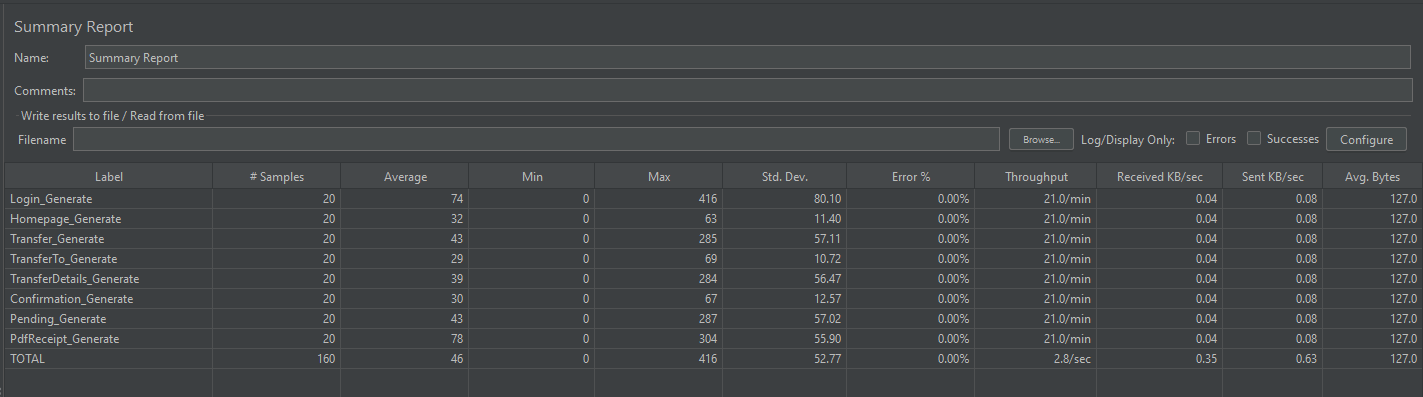 Summary Report
Name: Summary Report
Comments:
Write results to file / Read from file
Filename Browse... Log/Display Only: Errors Successes Configure
Label # Samples Average Min Max Std. Dev. Error % Throughput Received KB/sec Sent KB/sec Avg. Bytes
Login_Generate 20 74 0 416 80.10 0.00% 21.0/min 0.04 0.08 127.0
Homepage_Generate 20 32 0 63 11.40 0.00% 21.0/min 0.04 0.08 127.0
Transfer_Generate 20 43 0 285 57.11 0.00% 21.0/min 0.04 0.08 127.0
TransferTo_Generate 20 29 0 69 10.72 0.00% 21.0/min 0.04 0.08 127.0
TransferDetails_Generate 20 39 0 284 56.47 0.00% 21.0/min 0.04 0.08 127.0
Confirmation_Generate 20 30 0 67 12.57 0.00% 21.0/min 0.04 0.08 127.0
Pending_Generate 20 43 0 287 57.02 0.00% 21.0/min 0.04 0.08 127.0
PdfReceipt_Generate 20 78 0 304 55.90 0.00% 21.0/min 0.04 0.08 127.0
TOTAL 160 46 0 416 52.77 0.00% 2.8/sec 0.35 0.63 127.0